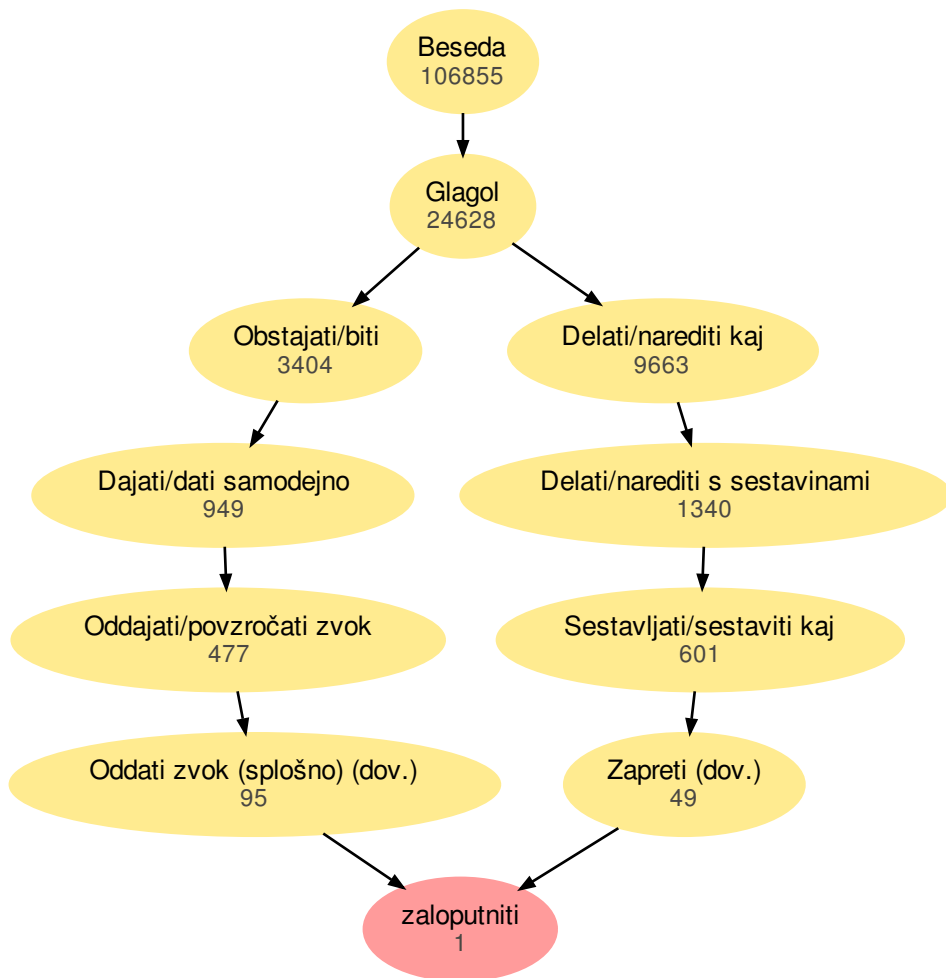 Beseda
106855
Glagol
24628
Obstajati/biti
3404
Delati/narediti kaj
9663
Dajati/dati samodejno
949
Delati/narediti s sestavinami
1340
Oddajati/povzročati zvok
477
Sestavljati/sestaviti kaj
601
Oddati zvok (splošno) (dov.)
95
Zapreti (dov.)
49
zaloputniti
1